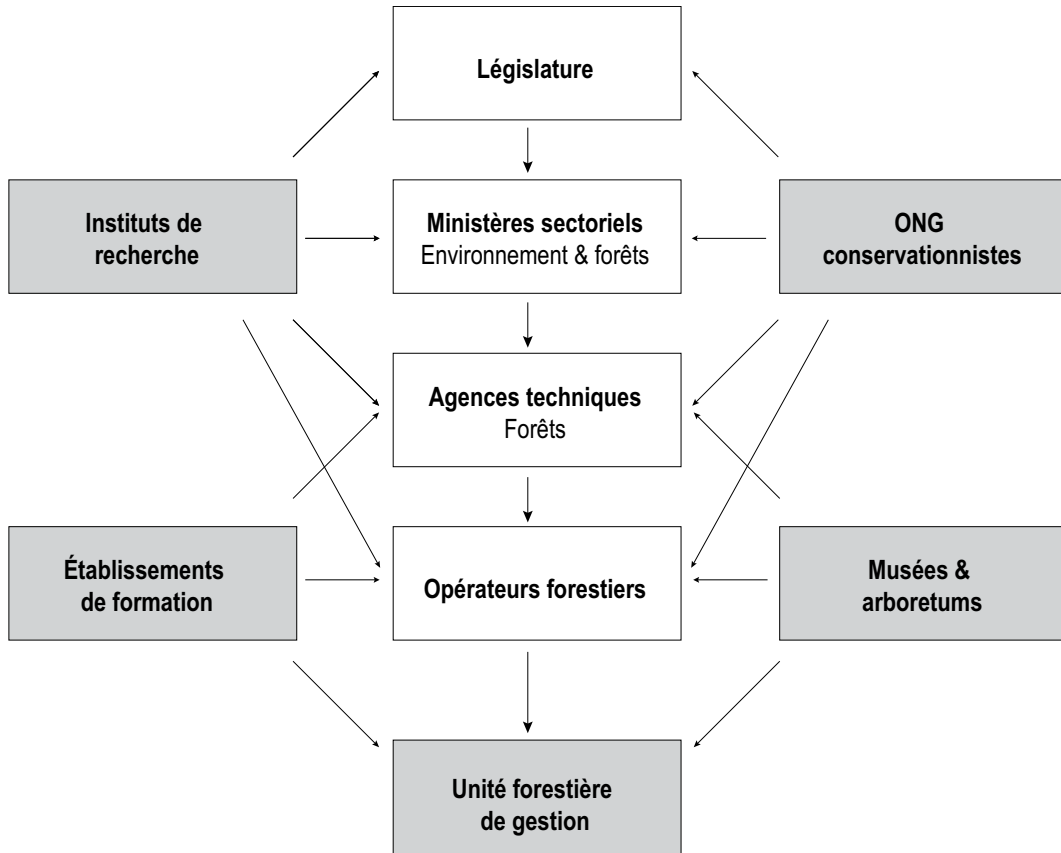 Législature
Instituts de
recherche
Ministères sectoriels
Environnement & forêts
ONG
conservationnistes
Agences techniques
Forêts
Établissements
de formation
Opérateurs forestiers
Musées &
arboretums
Unité forestière
de gestion